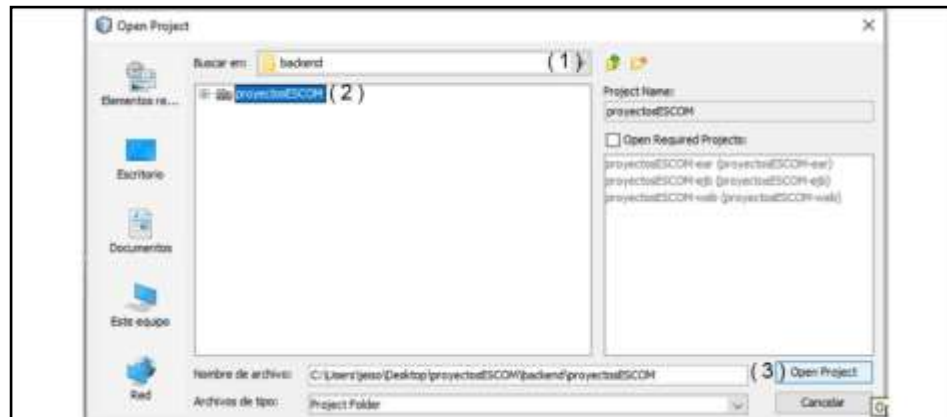 Open Project
Buscar en: backend ( 1 )
proyectosESCOM ( 2 )
Elementos re...
Escritorio
Documentos
Este equipo
Red
Project Name:
proyectosESCOM
Open Required Projects:
proyectosESCOM-ear (proyectosESCOM-ear)
proyectosESCOM-ejb (proyectosESCOM-ejb)
proyectosESCOM-web (proyectosESCOM-web)
Nombre de archivo: C:\Users\jesso\Desktop\proyectosESCOM\backend\proyectosESCOM ( 3 ) Open Project
Archivos de tipo: Project Folder Cancelar